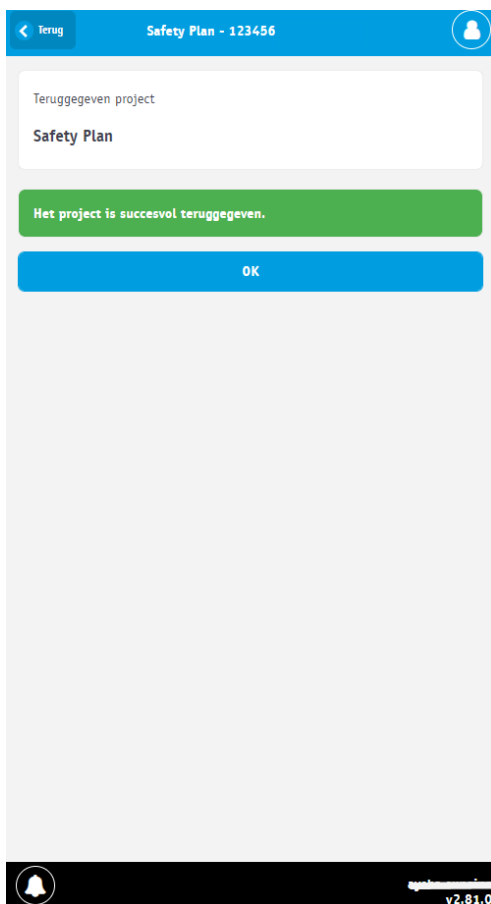 Terug
Safety Plan - 123456
Teruggegeven project
Safety Plan
Het project is succesvol teruggegeven.
OK
v2.81.0